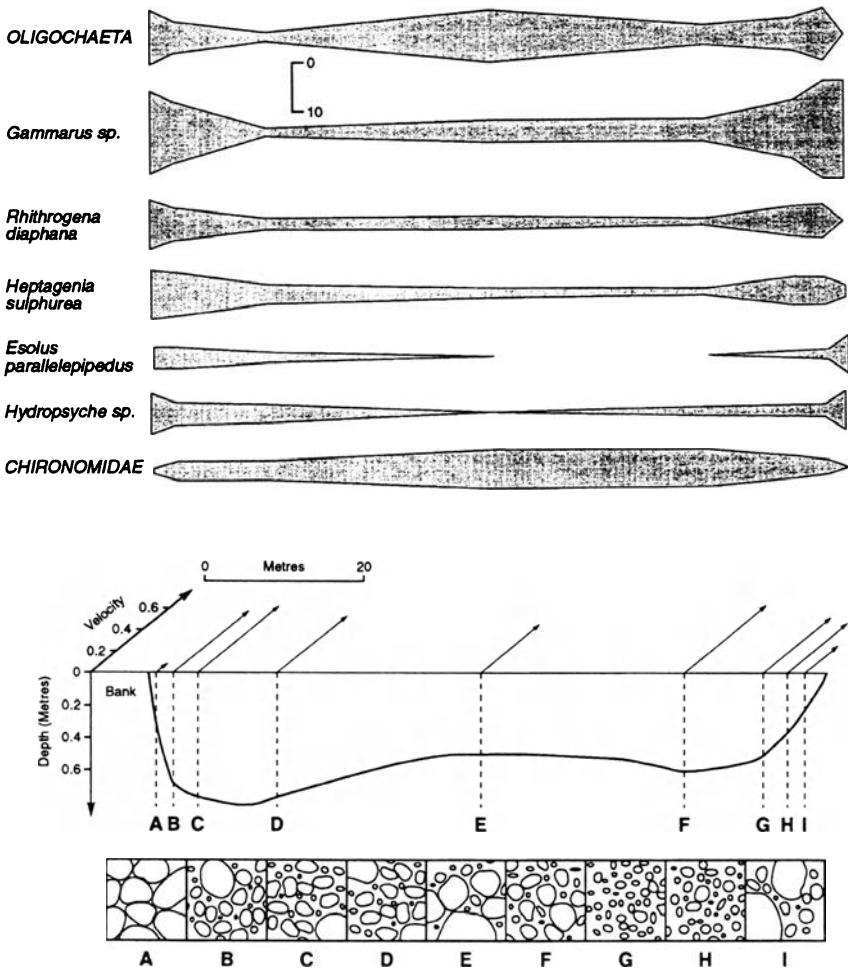 OLIGOCHAETA
0
10
Gammarus sp.
Rhithrogena
diaphana
Heptagenia
sulphurea
Esolus
parallelepipedus
Hydropsyche sp.
CHIRONOMIDAE
0 Metres 20
Velocity
0.6
0.4
0.2
0
Bank
0.2
0.4
0.6
Depth (Metres)
A B C D E F G H I
A B C D E F G H I